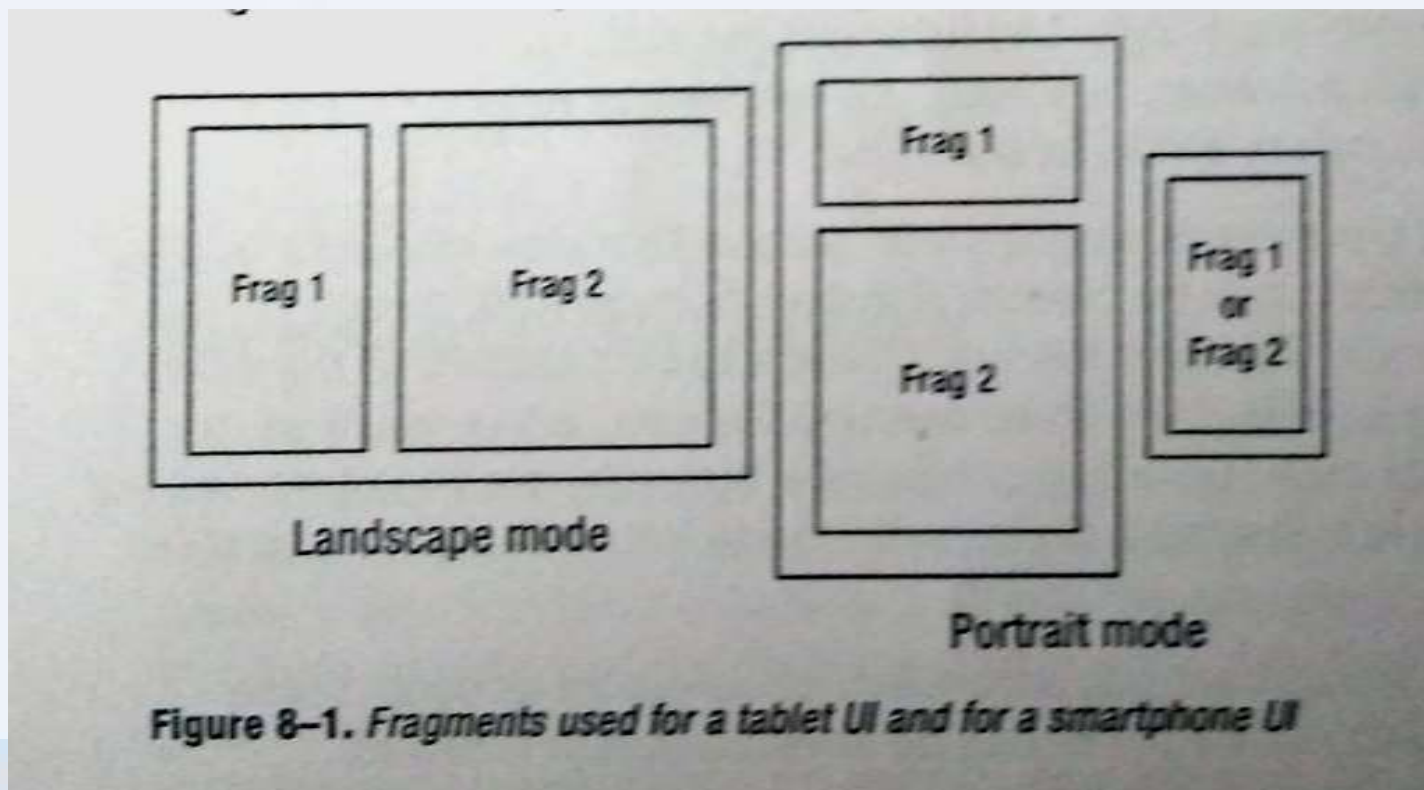 Frag 1
Frag 2
Landscape mode
Frag 1
Frag 2
Frag 1
or
Frag 2
Portrait mode
Figure 8–1. Fragments used for a tablet UI and for a smartphone UI